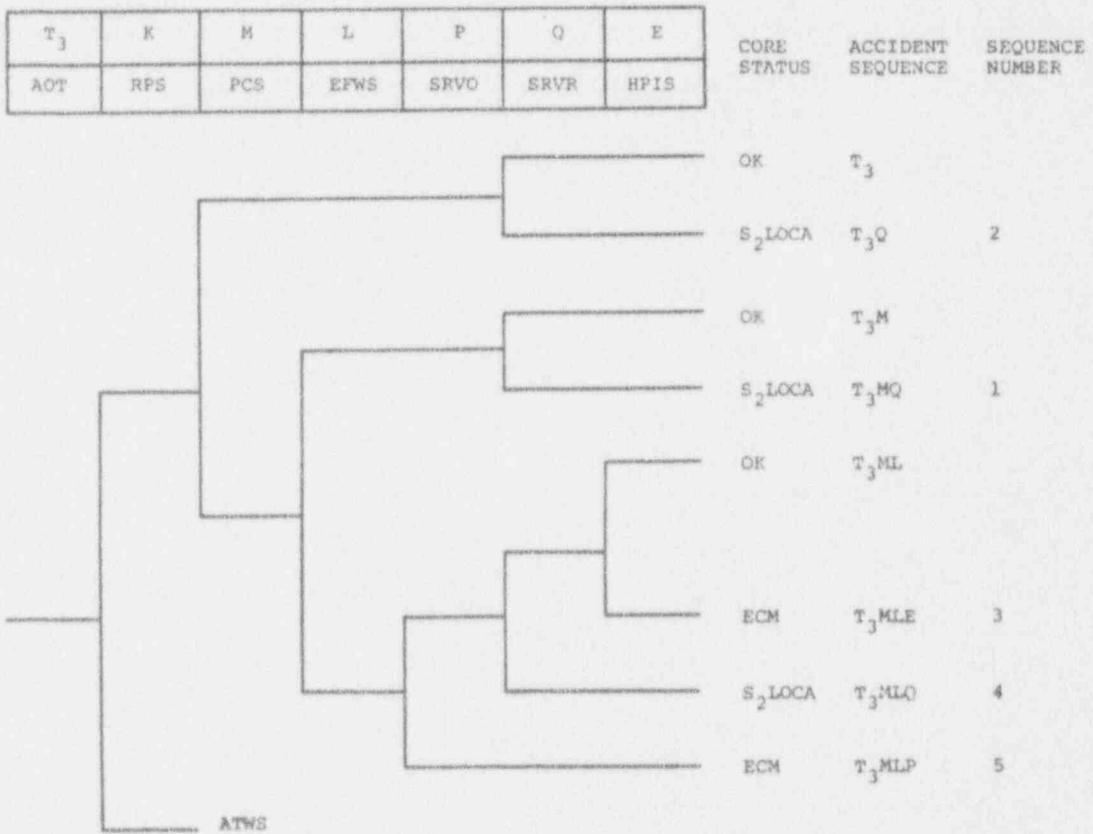 T3 K M L P Q E
AOT RPS PCS EFWS SRVO SRVR HPIS
CORE STATUS ACCIDENT SEQUENCE SEQUENCE NUMBER
OK T3
S2LOCA T3Q 2
OK T3M
S2LOCA T3MQ 1
OK T3ML
ECM T3MLE 3
S2LOCA T3MLQ 4
ECM T3MLP 5
ATWS